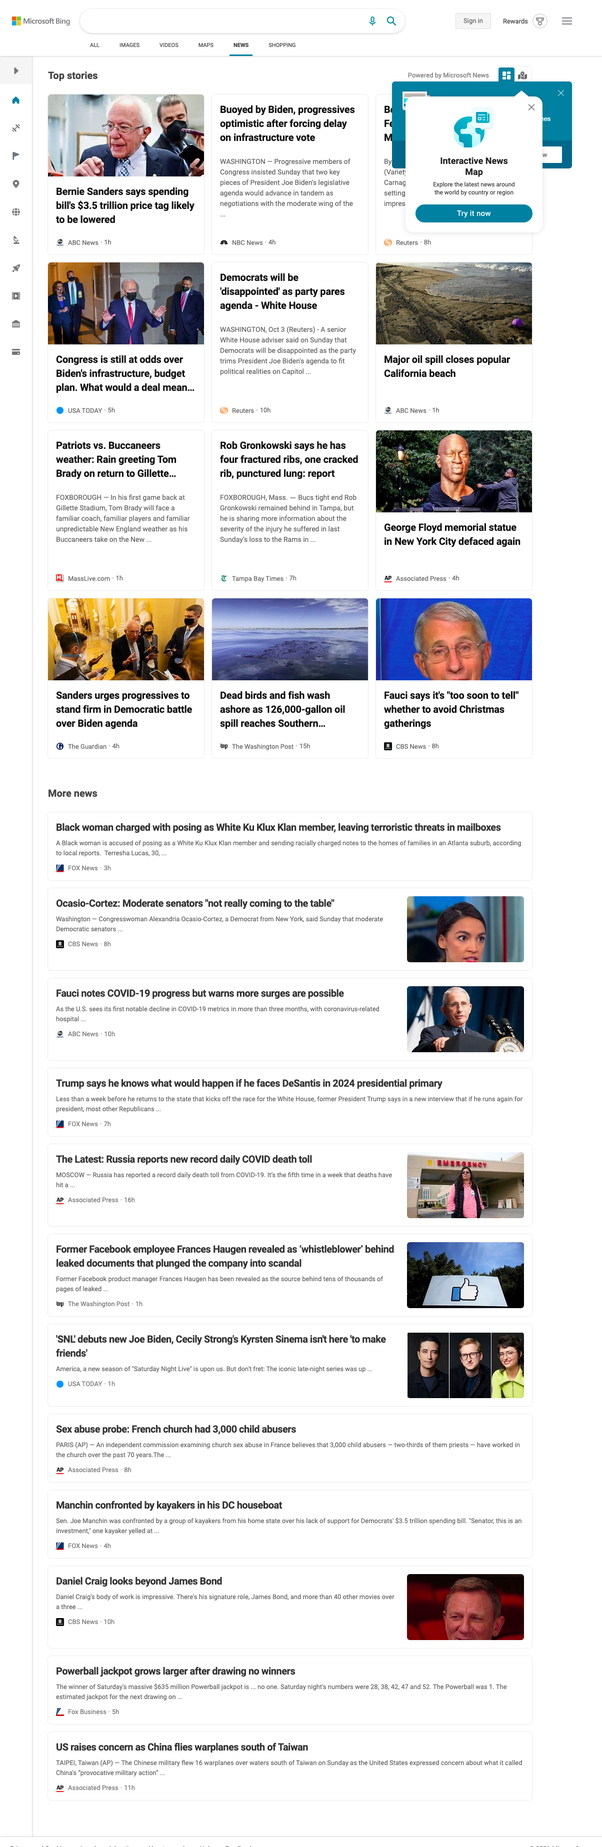 Microsoft Bing
Sign in
Rewards
ALL
IMAGES
VIDEOS
MAPS
NEWS
SHOPPING
Top stories
Powered by Microsoft News
Interactive News
Map
Explore the latest news around
the world by country or region
Try it now
Bernie Sanders says spending
bill's $3.5 trillion price tag likely
to be lowered
ABC News · 1h
Buoyed by Biden, progressives
optimistic after forcing delay
on infrastructure vote
WASHINGTON — Progressive members of
Congress insisted Sunday that two key
pieces of President Joe Biden's legislative
agenda would advance in tandem as
negotiations with the moderate wing of the
...
NBC News · 4h
Reuters · 8h
Congress is still at odds over
Biden's infrastructure, budget
plan. What would a deal mean...
USA TODAY · 5h
Democrats will be
'disappointed' as party pares
agenda - White House
WASHINGTON, Oct 3 (Reuters) - A senior
White House adviser said on Sunday that
Democrats will be disappointed as the party
trims President Joe Biden's agenda to fit
political realities on Capitol ...
Reuters · 10h
Major oil spill closes popular
California beach
ABC News · 1h
Patriots vs. Buccaneers
weather: Rain greeting Tom
Brady on return to Gillette...
FOXBOROUGH — In his first game back at
Gillette Stadium, Tom Brady will face a
familiar coach, familiar players and familiar
unpredictable New England weather as his
Buccaneers take on the New ...
MassLive.com · 1h
Rob Gronkowski says he has
four fractured ribs, one cracked
rib, punctured lung: report
FOXBOROUGH, Mass. — Bucs tight end Rob
Gronkowski remained behind in Tampa, but
he is sharing more information about the
severity of the injury he suffered in last
Sunday's loss to the Rams in ...
Tampa Bay Times · 7h
George Floyd memorial statue
in New York City defaced again
AP Associated Press · 4h
Sanders urges progressives to
stand firm in Democratic battle
over Biden agenda
The Guardian · 4h
Dead birds and fish wash
ashore as 126,000-gallon oil
spill reaches Southern...
wp The Washington Post · 15h
Fauci says it's "too soon to tell"
whether to avoid Christmas
gatherings
CBS News · 8h
More news
Black woman charged with posing as White Ku Klux Klan member, leaving terroristic threats in mailboxes
A Black woman is accused of posing as a White Ku Klux Klan member and sending racially charged notes to the homes of families in an Atlanta suburb, according
to local reports. Terresha Lucas, 30, ...
FOX News · 3h
Ocasio-Cortez: Moderate senators "not really coming to the table"
Washington — Congresswoman Alexandria Ocasio-Cortez, a Democrat from New York, said Sunday that moderate
Democratic senators ...
CBS News · 8h
Fauci notes COVID-19 progress but warns more surges are possible
As the U.S. sees its first notable decline in COVID-19 metrics in more than three months, with coronavirus-related
hospital ...
ABC News · 10h
Trump says he knows what would happen if he faces DeSantis in 2024 presidential primary
Less than a week before he returns to the state that kicks off the race for the White House, former President Trump says in a new interview that if he runs again for
president, most other Republicans ...
FOX News · 7h
The Latest: Russia reports new record daily COVID death toll
MOSCOW — Russia has reported a record daily death toll from COVID-19. It's the fifth time in a week that deaths have
hit a ...
AP Associated Press · 16h
EMERGENCY
Former Facebook employee Frances Haugen revealed as 'whistleblower' behind
leaked documents that plunged the company into scandal
Former Facebook product manager Frances Haugen has been revealed as the source behind tens of thousands of
pages of leaked ...
wp The Washington Post · 1h
'SNL' debuts new Joe Biden, Cecily Strong's Kyrsten Sinema isn't here 'to make
friends'
America, a new season of "Saturday Night Live" is upon us. But don't fret: The iconic late-night series was up ...
USA TODAY · 1h
Sex abuse probe: French church had 3,000 child abusers
PARIS (AP) — An independent commission examining church sex abuse in France believes that 3,000 child abusers — two-thirds of them priests — have worked in
the church over the past 70 years.The ...
AP Associated Press · 8h
Manchin confronted by kayakers in his DC houseboat
Sen. Joe Manchin was confronted by a group of kayakers from his home state over his lack of support for Democrats' $3.5 trillion spending bill. "Senator, this is an
investment," one kayaker yelled at ...
FOX News · 4h
Daniel Craig looks beyond James Bond
Daniel Craig's body of work is impressive. There's his signature role, James Bond, and more than 40 other movies over
a three ...
CBS News · 10h
Powerball jackpot grows larger after drawing no winners
The winner of Saturday's massive $635 million Powerball jackpot is ... no one. Saturday night's numbers were 28, 38, 42, 47 and 52. The Powerball was 1. The
estimated jackpot for the next drawing on ...
Fox Business · 5h
US raises concern as China flies warplanes south of Taiwan
TAIPEI, Taiwan (AP) — The Chinese military flew 16 warplanes over waters south of Taiwan on Sunday as the United States expressed concern about what it called
China's "provocative military action" ...
AP Associated Press · 11h